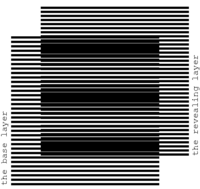 the base layer
the revealing layer